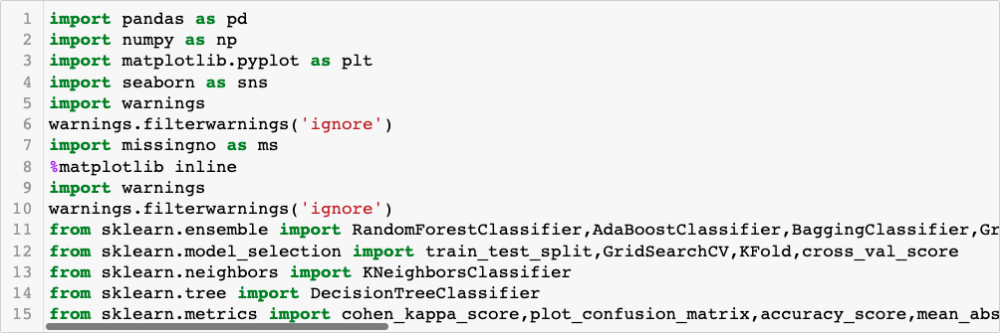 1 import pandas as pd
2 import numpy as np
3 import matplotlib.pyplot as plt
4 import seaborn as sns
5 import warnings
6 warnings.filterwarnings('ignore')
7 import missingno as ms
8 %matplotlib inline
9 import warnings
10 warnings.filterwarnings('ignore')
11 from sklearn.ensemble import RandomForestClassifier,AdaBoostClassifier,BaggingClassifier,Gr
12 from sklearn.model_selection import train_test_split,GridSearchCV,KFold,cross_val_score
13 from sklearn.neighbors import KNeighborsClassifier
14 from sklearn.tree import DecisionTreeClassifier
15 from sklearn.metrics import cohen_kappa_score,plot_confusion_matrix,accuracy_score,mean_abs